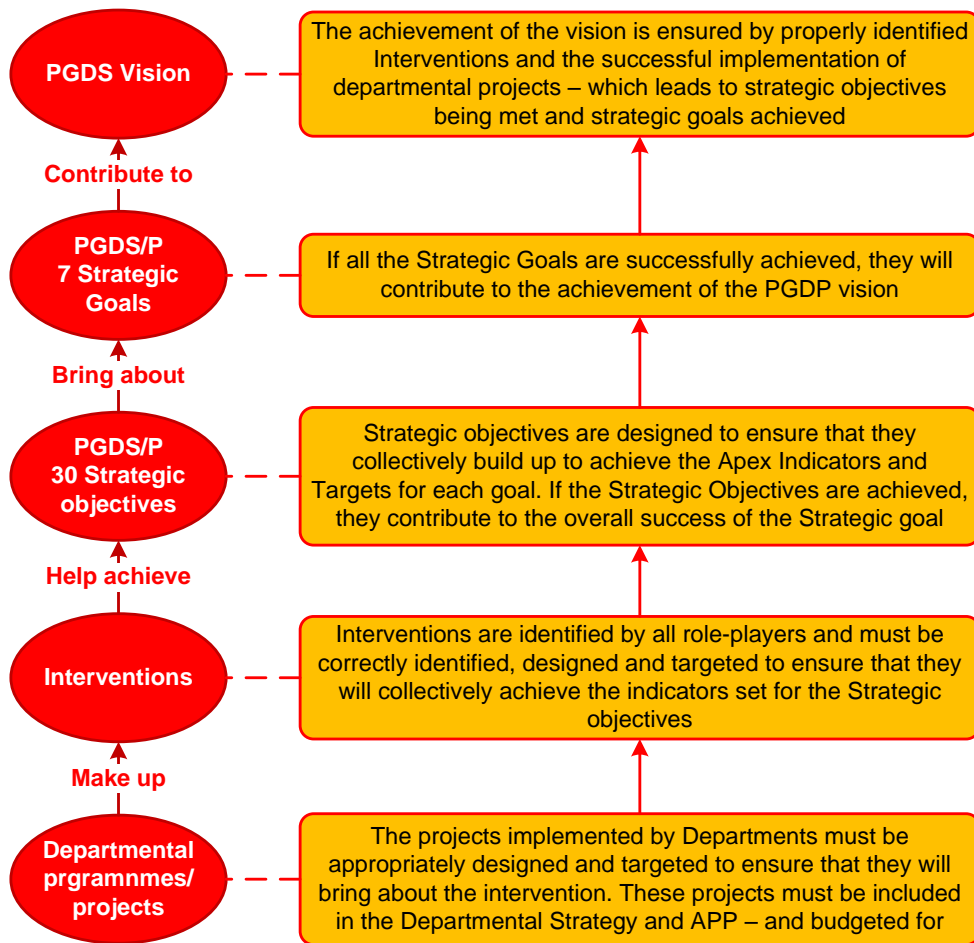 PGDS Vision
The achievement of the vision is ensured by properly identified
Interventions and the successful implementation of
departmental projects – which leads to strategic objectives
being met and strategic goals achieved
Contribute to
PGDS/P
7 Strategic
Goals
If all the Strategic Goals are successfully achieved, they will
contribute to the achievement of the PGDP vision
Bring about
PGDS/P
30 Strategic
objectives
Strategic objectives are designed to ensure that they
collectively build up to achieve the Apex Indicators and
Targets for each goal. If the Strategic Objectives are achieved,
they contribute to the overall success of the Strategic goal
Help achieve
Interventions
Interventions are identified by all role-players and must be
correctly identified, designed and targeted to ensure that they
will collectively achieve the indicators set for the Strategic
objectives
Make up
Departmental
prgramnmes/
projects
The projects implemented by Departments must be
appropriately designed and targeted to ensure that they will
bring about the intervention. These projects must be included
in the Departmental Strategy and APP – and budgeted for